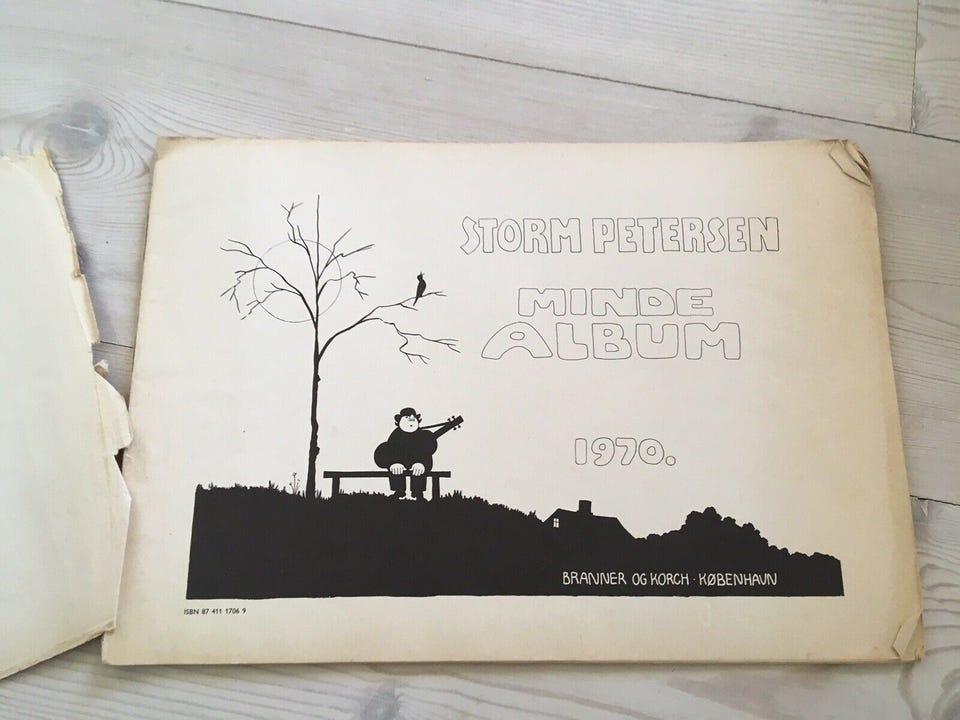 STORM PETERSEN
MINDE
ALBUM
1970.
BRANNER OG KORCH · KØBENHAVN
ISBN 87 411 1706 9